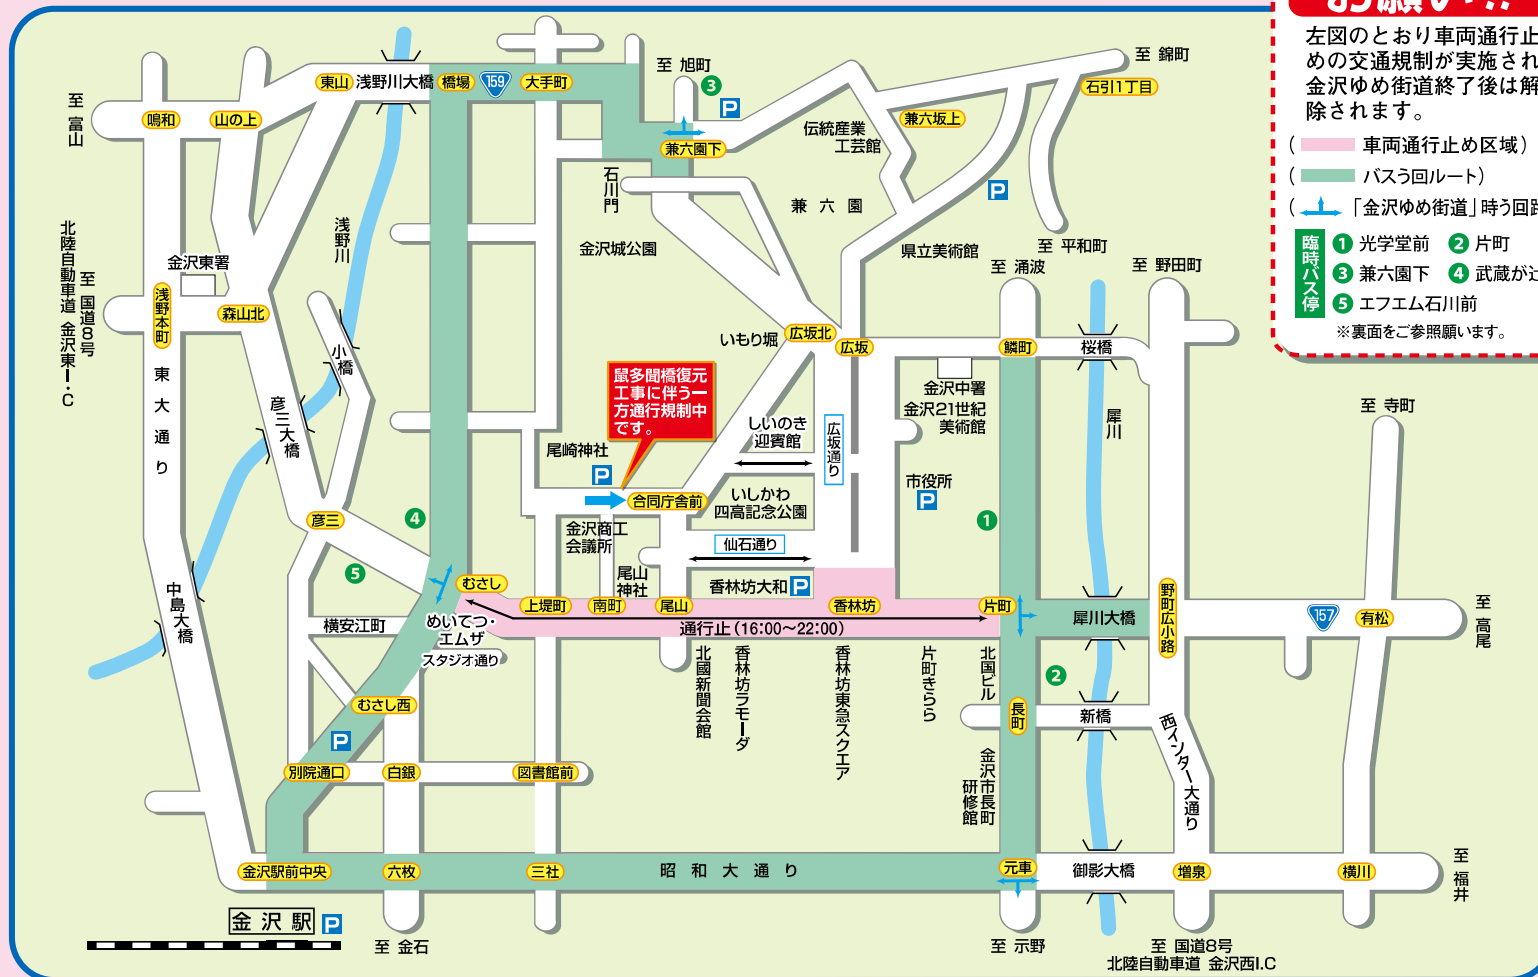 お願い!!
左図のとおり車両通行止
めの交通規制が実施され
金沢ゆめ街道終了後は解
除されます。
( 車両通行止め区域)
( バスう回ルート)
( 「金沢ゆめ街道」時う回路
臨時バス停
1 光学堂前 2 片町
3 兼六園下 4 武蔵が辻
5 エフエム石川前
※裏面をご参照願います。
至 富山
鳴和
山の上
東山
浅野川大橋
橋場
159
大手町
至 旭町
3
P
兼六園下
至 錦町
石引1丁目
兼六坂上
伝統産業
工芸館
石川門
兼六園
P
金沢城公園
県立美術館
至 平和町
至 涌波
至 野田町
浅野川
北陸自動車道 金沢東I・C
至 国道8号
金沢東署
浅野本町
森山北
小橋
いもり堀
広坂北
広坂
鱗町
桜橋
東大通り
彦三大橋
鼠多門橋復元
工事に伴う一
方通行規制中
です。
しいのき
迎賓館
広坂通り
金沢中署
金沢21世紀
美術館
犀川
至 寺町
尾崎神社
P
合同庁舎前
いしかわ
四高記念公園
市役所
P
彦三
4
金沢商工
会議所
仙石通り
1
5
むさし
尾山
神社
香林坊大和 P
中島大橋
上堤町
南町
尾山
香林坊
片町
犀川大橋
野町広小路
157
有松
至 高尾
横安江町
めいてつ・
エムザ
スタジオ通り
通行止(16:00〜22:00)
北國新聞会館
香林坊ラモーダ
香林坊東急スクエア
片町きらら
北国ビル
2
むさし西
長町
新橋
西インター大通り
P
別院通口
白銀
図書館前
金沢市長町
研修館
金沢駅前中央
六枚
三社
昭和大通り
元車
御影大橋
増泉
横川
至 福井
金沢駅 P
至 金石
至 示野
至 国道8号
北陸自動車道 金沢西I.C